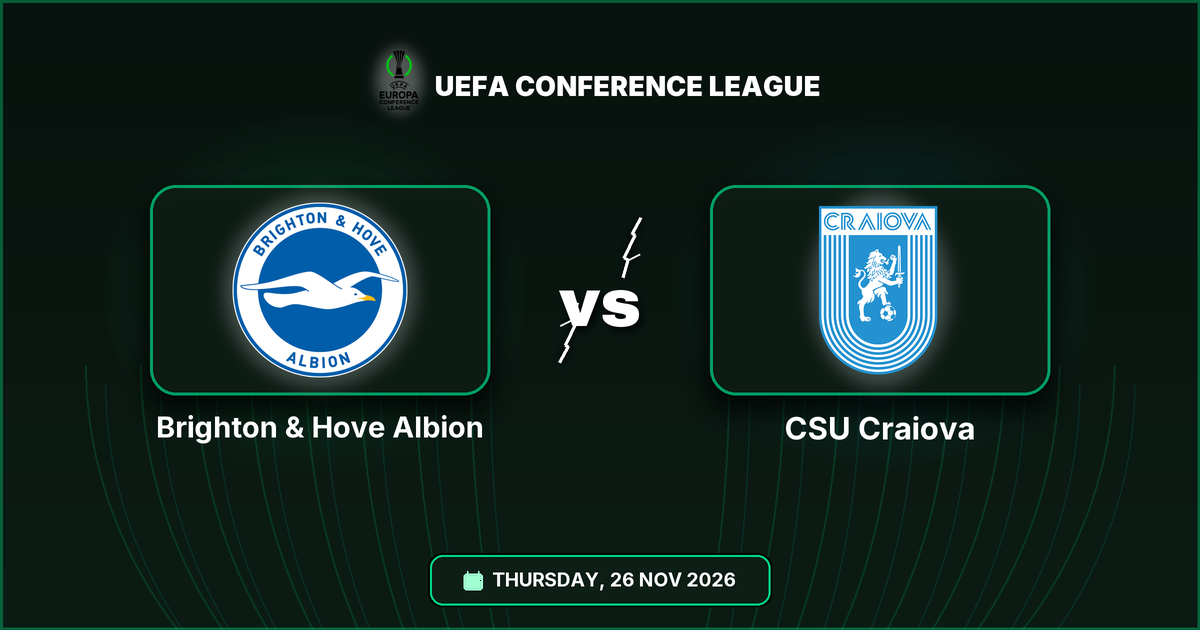 UEFA
EUROPA
CONFERENCE
LEAGUE
UEFA CONFERENCE LEAGUE
BRIGHTON & HOVE
ALBION
vs
CRAIOVA
Brighton & Hove Albion
CSU Craiova
THURSDAY, 26 NOV 2026